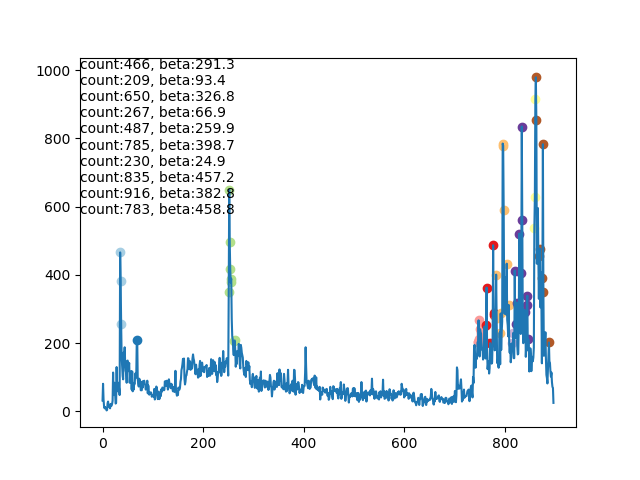 count:466, beta:291.3
count:209, beta:93.4
count:650, beta:326.8
count:267, beta:66.9
count:487, beta:259.9
count:785, beta:398.7
count:230, beta:24.9
count:835, beta:457.2
count:916, beta:382.8
count:783, beta:458.8
1000
800
600
400
200
0
0 200 400 600 800